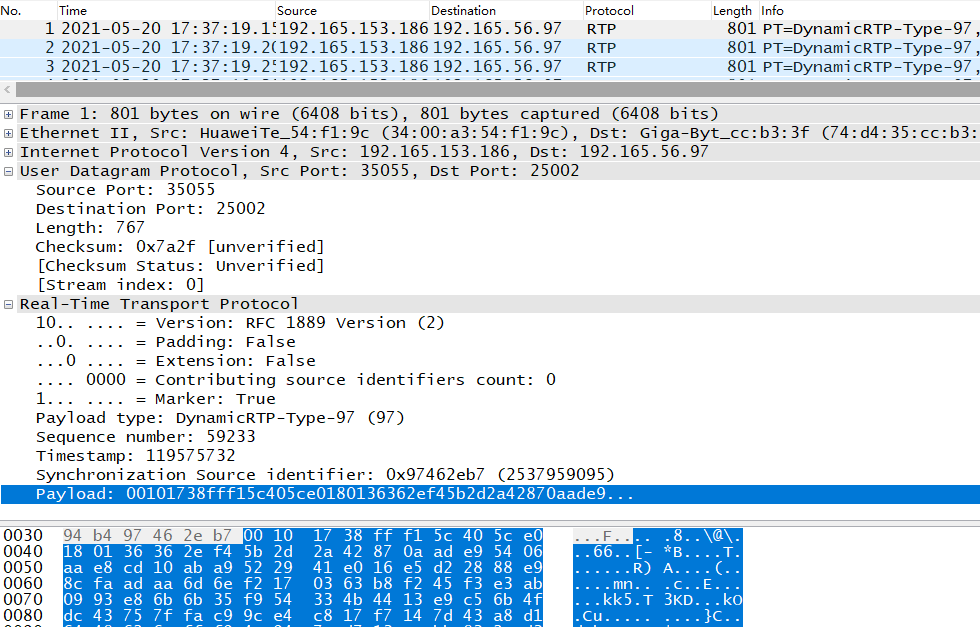 No. Time Source Destination Protocol Length Info
1 2021-05-20 17:37:19.15 192.165.153.186 192.165.56.97 RTP 801 PT=DynamicRTP-Type-97,
2 2021-05-20 17:37:19.20 192.165.153.186 192.165.56.97 RTP 801 PT=DynamicRTP-Type-97,
3 2021-05-20 17:37:19.25 192.165.153.186 192.165.56.97 RTP 801 PT=DynamicRTP-Type-97,
Frame 1: 801 bytes on wire (6408 bits), 801 bytes captured (6408 bits)
Ethernet II, Src: HuaweiTe_54:f1:9c (34:00:a3:54:f1:9c), Dst: Giga-Byt_cc:b3:3f (74:d4:35:cc:b3:
Internet Protocol Version 4, Src: 192.165.153.186, Dst: 192.165.56.97
User Datagram Protocol, Src Port: 35055, Dst Port: 25002
Source Port: 35055
Destination Port: 25002
Length: 767
Checksum: 0x7a2f [unverified]
[Checksum Status: Unverified]
[Stream index: 0]
Real-Time Transport Protocol
10.. .... = Version: RFC 1889 Version (2)
..0. .... = Padding: False
...0 .... = Extension: False
.... 0000 = Contributing source identifiers count: 0
1... .... = Marker: True
Payload type: DynamicRTP-Type-97 (97)
Sequence number: 59233
Timestamp: 119575732
Synchronization Source identifier: 0x97462eb7 (2537959095)
Payload: 00101738fff15c405ce0180136362ef45b2d2a42870aade9...
0030 94 b4 97 46 2e b7 00 10 17 38 ff f1 5c 40 5c e0 ...F.... .8..\@\.
0040 18 01 36 36 2e f4 5b 2d 2a 42 87 0a ad e9 54 06 ..66..[- *B....T.
0050 aa e8 cd 10 ab a9 52 29 41 e0 16 e5 d2 28 88 e9 ......R) A....(..
0060 8c fa ad aa 6d 6e f2 17 03 63 b8 f2 45 f3 e3 ab ....mn.. .c..E...
0070 09 93 e8 6b 6b 35 f9 54 33 4b 44 13 e9 c5 6b 4f ...kk5.T 3KD...kO
0080 dc 43 75 7f fa c9 9c e4 c8 17 f7 14 7d 43 a8 d1 .Cu..... ....}C..